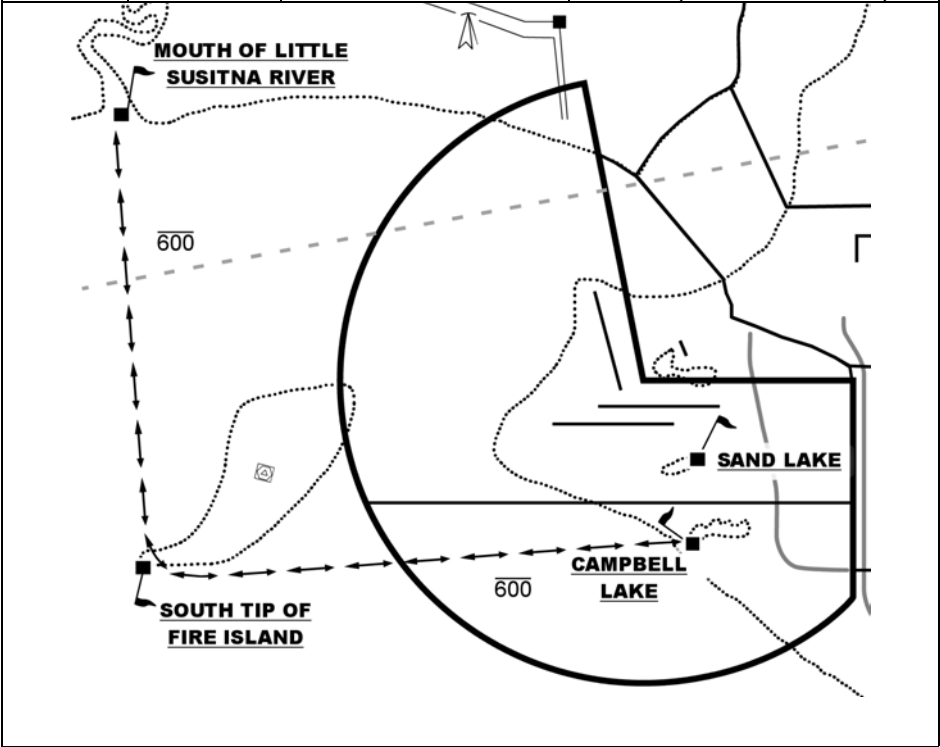 MOUTH OF LITTLE
SUSITNA RIVER
600
SAND LAKE
CAMPBELL
LAKE
600
SOUTH TIP OF
FIRE ISLAND